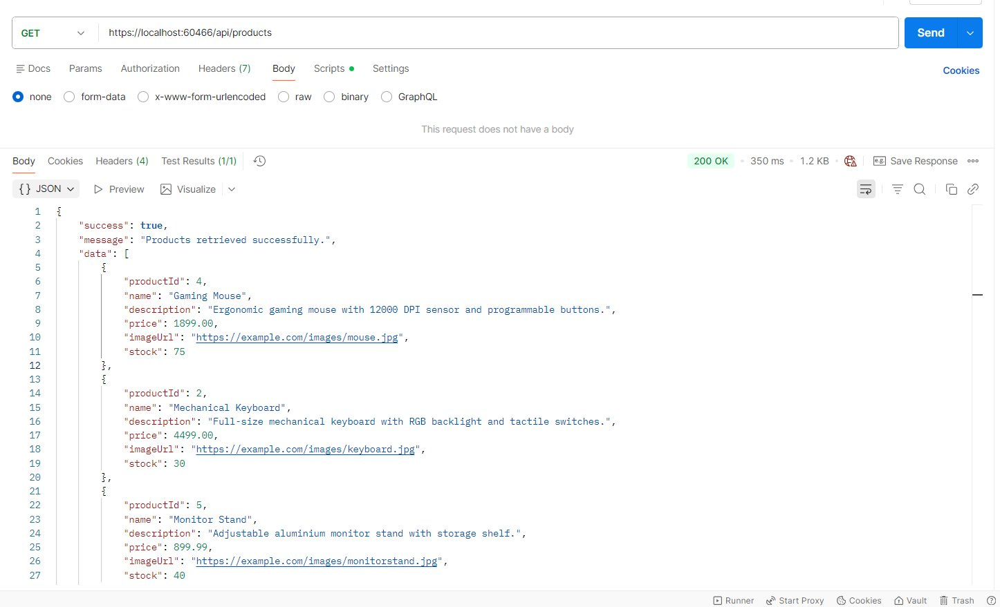 GET https://localhost:60466/api/products Send
Docs Params Authorization Headers (7) Body Scripts Settings Cookies
none form-data x-www-form-urlencoded raw binary GraphQL
This request does not have a body
Body Cookies Headers (4) Test Results (1/1) 200 OK 350 ms 1.2 KB Save Response
{} JSON Preview Visualize
1 {
2 "success": true,
3 "message": "Products retrieved successfully.",
4 "data": [
5 {
6 "productId": 4,
7 "name": "Gaming Mouse",
8 "description": "Ergonomic gaming mouse with 12000 DPI sensor and programmable buttons.",
9 "price": 1899.00,
10 "imageUrl": "https://example.com/images/mouse.jpg",
11 "stock": 75
12 },
13 {
14 "productId": 2,
15 "name": "Mechanical Keyboard",
16 "description": "Full-size mechanical keyboard with RGB backlight and tactile switches.",
17 "price": 4499.00,
18 "imageUrl": "https://example.com/images/keyboard.jpg",
19 "stock": 30
20 },
21 {
22 "productId": 5,
23 "name": "Monitor Stand",
24 "description": "Adjustable aluminium monitor stand with storage shelf.",
25 "price": 899.99,
26 "imageUrl": "https://example.com/images/monitorstand.jpg",
27 "stock": 40
Runner Start Proxy Cookies Vault Trash